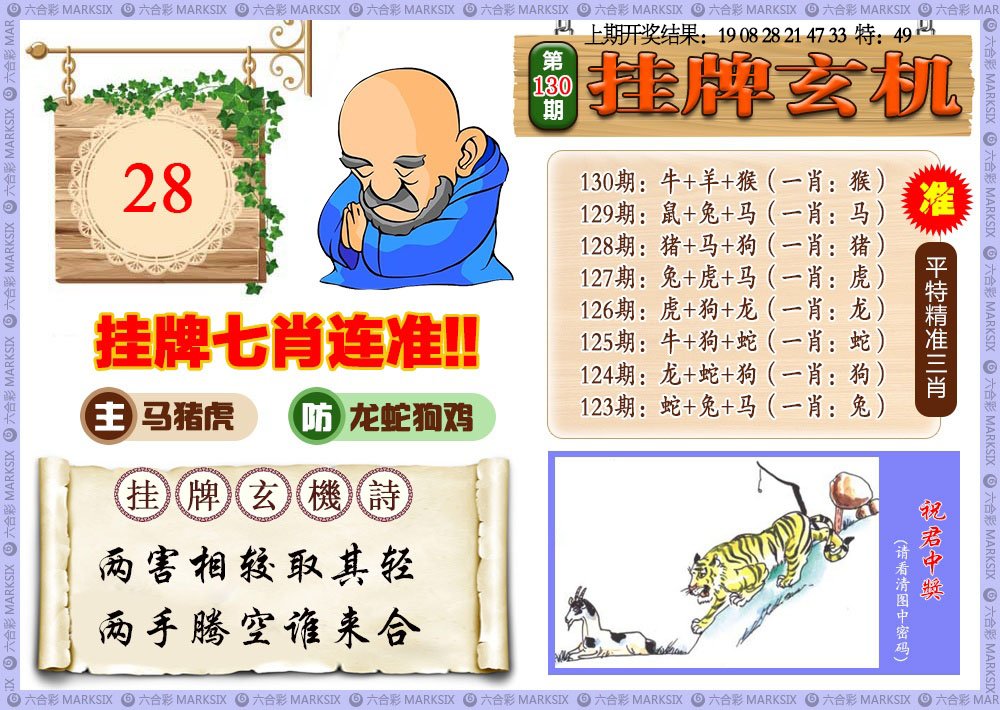 六合彩 MARKSIX
上期开奖结果：19 08 28 21 47 33 特：49
第130期
挂牌玄机
28
挂牌七肖连准!!
主 马猪虎
防 龙蛇狗鸡
挂牌玄機詩
两害相较取其轻
两手腾空谁来合
130期：牛+羊+猴（一肖：猴）
129期：鼠+兔+马（一肖：马）
128期：猪+马+狗（一肖：猪）
127期：兔+虎+马（一肖：虎）
126期：虎+狗+龙（一肖：龙）
125期：牛+狗+蛇（一肖：蛇）
124期：龙+蛇+狗（一肖：狗）
123期：蛇+兔+马（一肖：兔）
准
平特精准三肖
祝君中獎
（请看清图中密码）